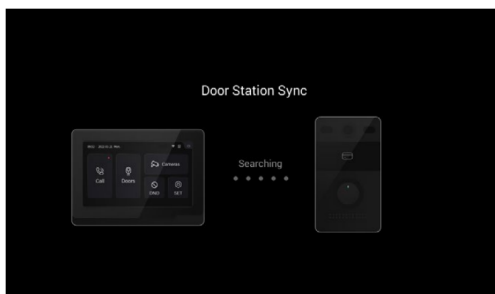 Door Station Sync
Cameras
Call
Doors
Searching
DND
SET